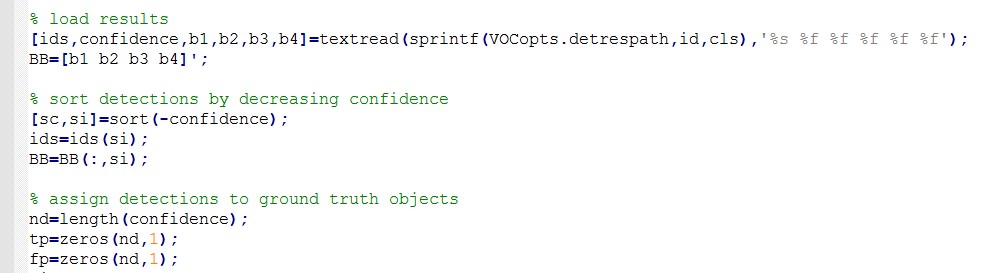 % load results
[ids,confidence,b1,b2,b3,b4]=textread(sprintf(VOCopts.detrespath,id,cls),'%s %f %f %f %f %f');
BB=[b1 b2 b3 b4]';
% sort detections by decreasing confidence
[sc,si]=sort(-confidence);
ids=ids(si);
BB=BB(:,si);
% assign detections to ground truth objects
nd=length(confidence);
tp=zeros(nd,1);
fp=zeros(nd,1);